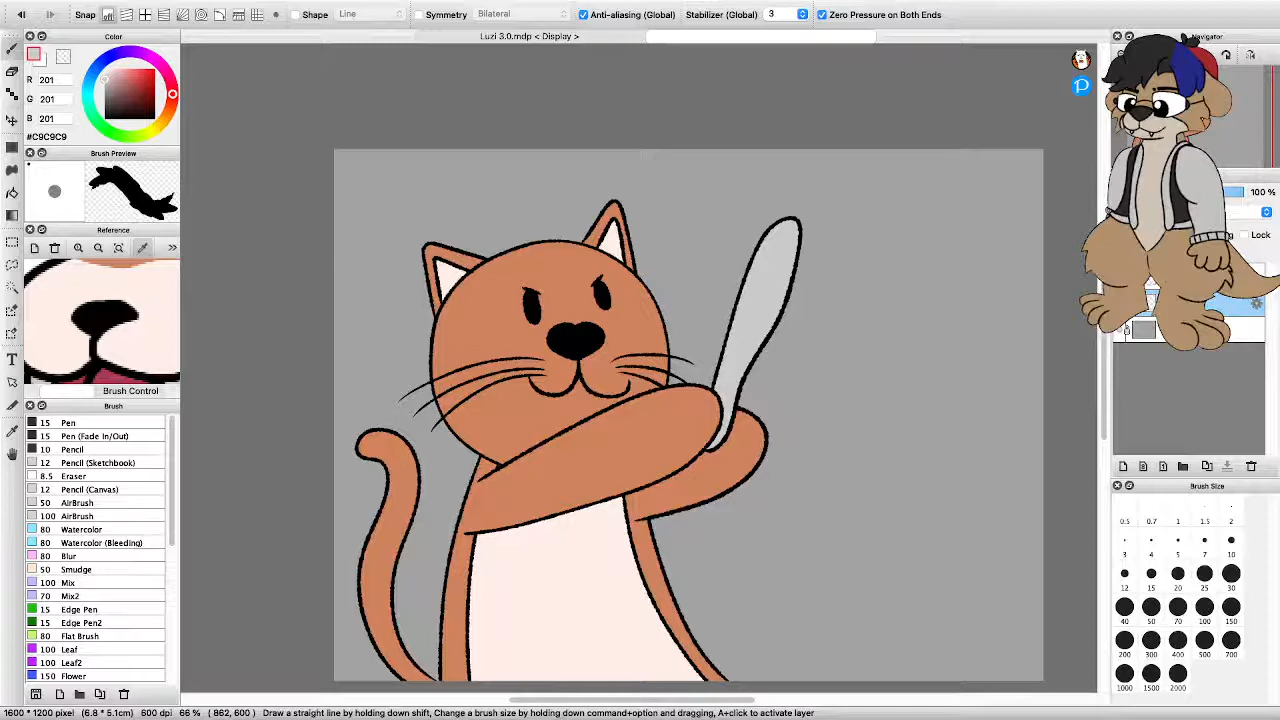 Snap
Shape
Line
Symmetry
Bilateral
Anti-aliasing (Global)
Stabilizer (Global)
3
Zero Pressure on Both Ends
Color
Luzi 3.0.mdp < Display >
R 201
G 201
B 201
#C9C9C9
Brush Preview
Reference
>>
Brush Control
Brush
15 Pen
15 Pen (Fade In/Out)
10 Pencil
12 Pencil (Sketchbook)
8.5 Eraser
12 Pencil (Canvas)
50 AirBrush
100 AirBrush
80 Watercolor
80 Watercolor (Bleeding)
80 Blur
50 Smudge
100 Mix
70 Mix2
15 Edge Pen
15 Edge Pen2
80 Flat Brush
100 Leaf
100 Leaf2
150 Flower
100 %
Lock
Brush Size
0.5 0.7 1 1.5 2
3 4 5 7 10
12 15 20 25 30
40 50 70 100 150
200 300 400 500 700
1000 1500 2000
1600 * 1200 pixel (6.8 * 5.1cm) 600 dpi 66 % ( 862, 600 ) Draw a straight line by holding down shift, Change a brush size by holding down command+option and dragging, A+click to activate layer